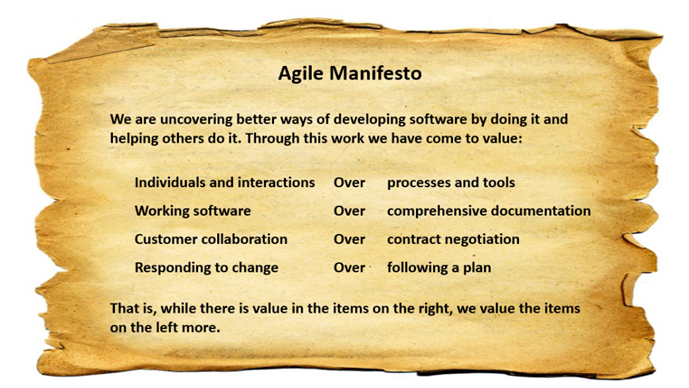 Agile Manifesto
We are uncovering better ways of developing software by doing it and
helping others do it. Through this work we have come to value:
Individuals and interactions Over processes and tools
Working software Over comprehensive documentation
Customer collaboration Over contract negotiation
Responding to change Over following a plan
That is, while there is value in the items on the right, we value the items
on the left more.